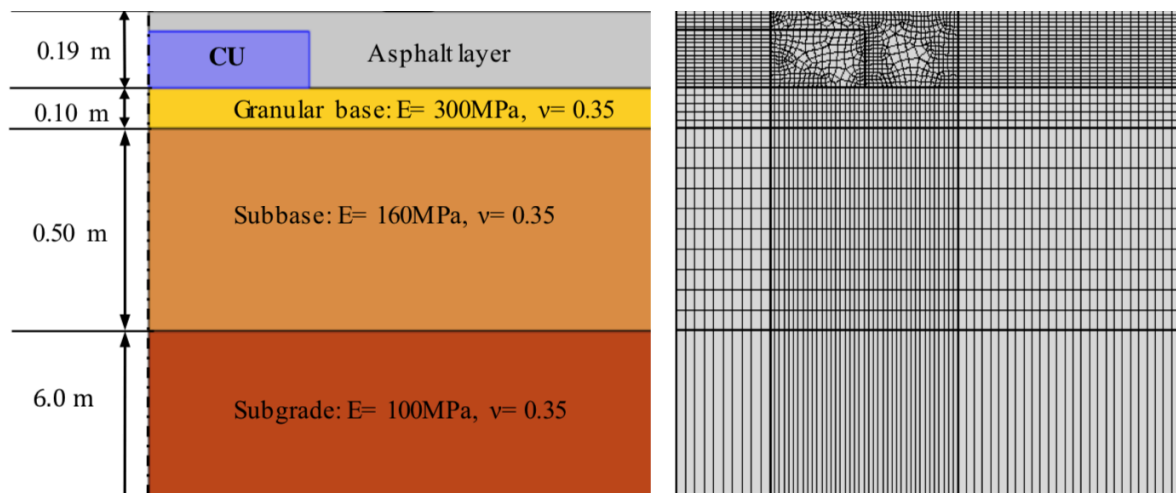 0.19 m
CU
Asphalt layer
0.10 m
Granular base: E= 300MPa, ν= 0.35
Subbase: E= 160MPa, ν= 0.35
0.50 m
6.0 m
Subgrade: E= 100MPa, ν= 0.35